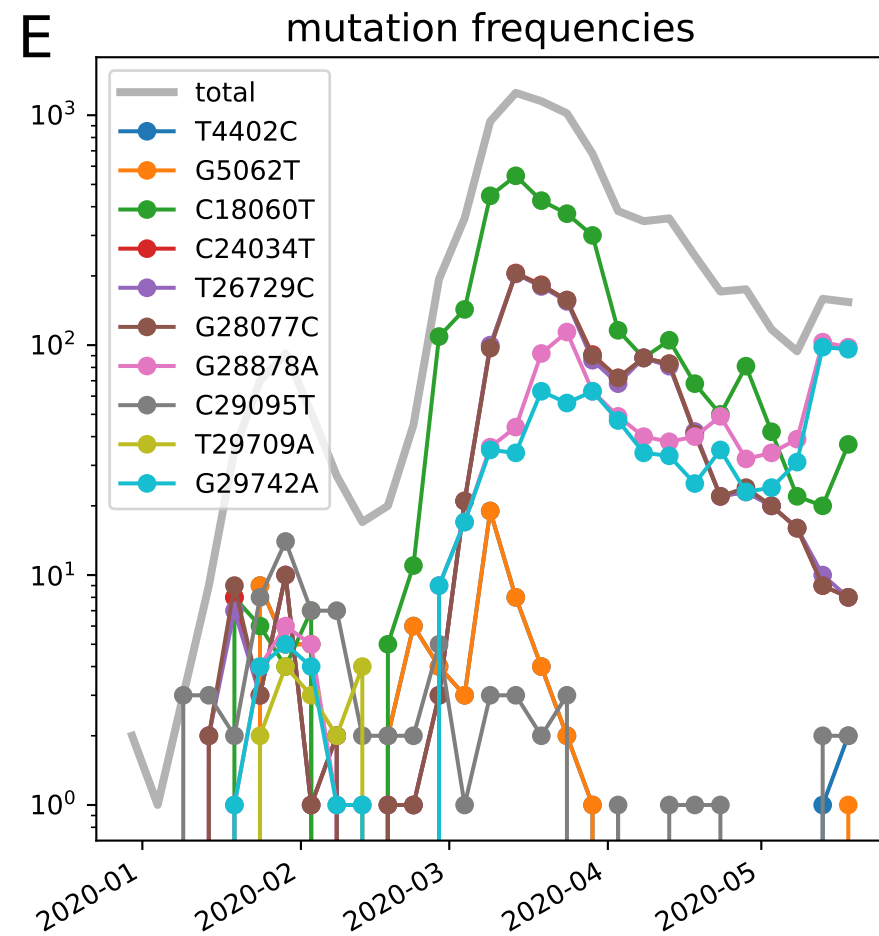 E
mutation frequencies
total
T4402C
G5062T
C18060T
C24034T
T26729C
G28077C
G28878A
C29095T
T29709A
G29742A
10³
10²
10¹
10⁰
2020-01
2020-02
2020-03
2020-04
2020-05